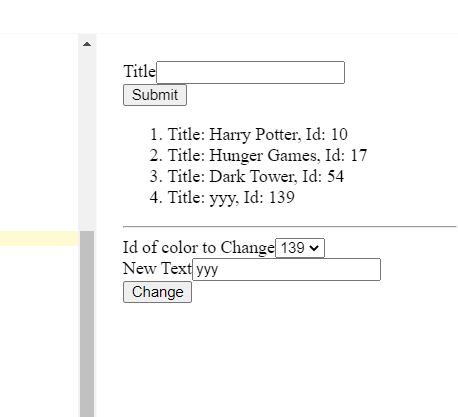 Title
Submit
1. Title: Harry Potter, Id: 10
2. Title: Hunger Games, Id: 17
3. Title: Dark Tower, Id: 54
4. Title: yyy, Id: 139
Id of color to Change 139
New Text yyy
Change